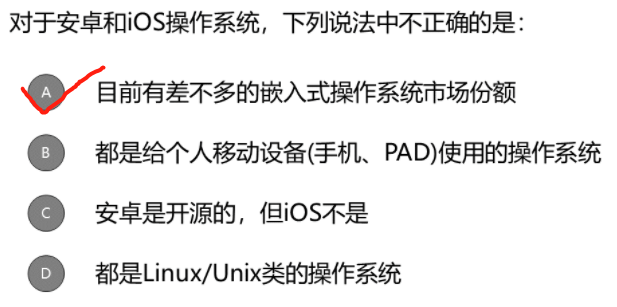 对于安卓和iOS操作系统，下列说法中不正确的是：
A 目前有差不多的嵌入式操作系统市场份额
B 都是给个人移动设备(手机、PAD)使用的操作系统
C 安卓是开源的，但iOS不是
D 都是Linux/Unix类的操作系统